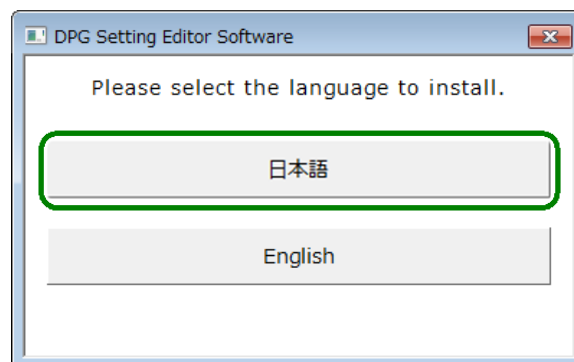 DPG Setting Editor Software
Please select the language to install.
日本語
English